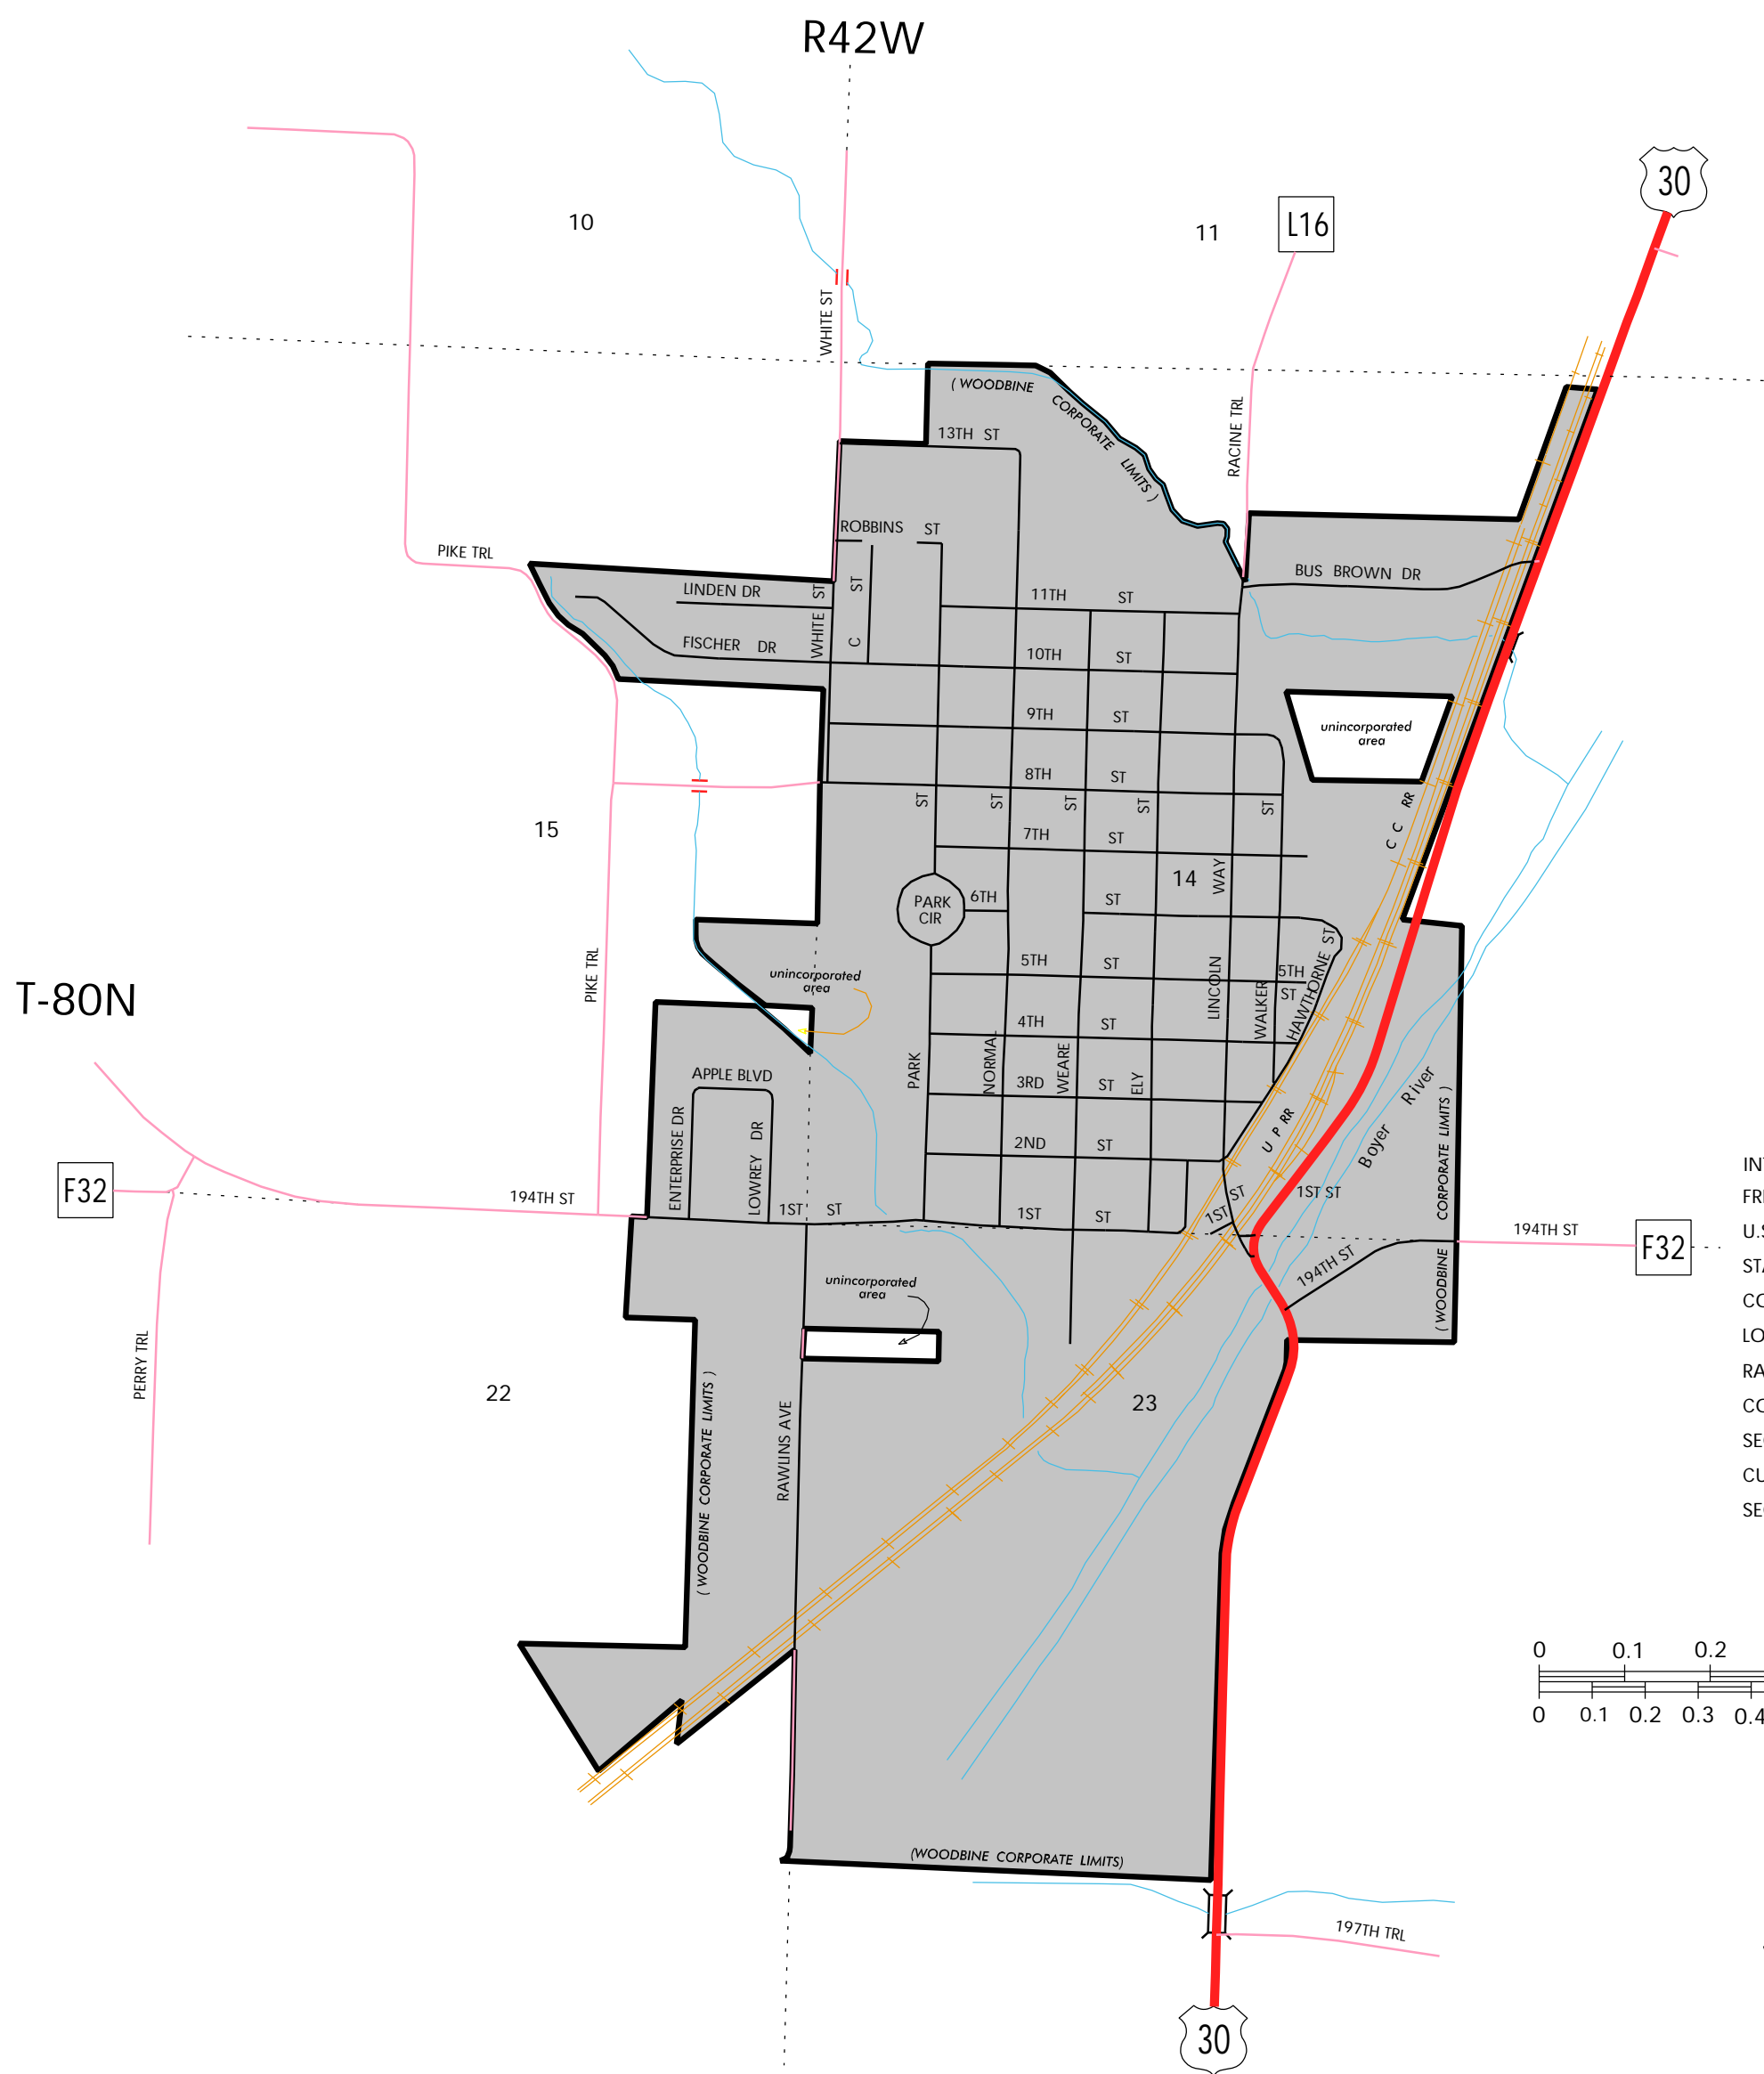 R42W
30
10
11
L16
WHITE ST
( WOODBINE
CORPORATE
LIMITS )
RACINE TRL
13TH ST
ROBBINS ST
PIKE TRL
BUS BROWN DR
LINDEN DR
WHITE ST
C ST
11TH ST
FISCHER DR
10TH ST
9TH ST
unincorporated
area
8TH ST
ST
ST
ST
ST
ST
C C RR
15
7TH ST
14
WAY
PARK
CIR
6TH ST
PIKE TRL
unincorporated
area
5TH ST
5TH
ST
HAWTHORNE ST
LINCOLN
WALKER
T-80N
4TH ST
PARK
NORMAL
WEARE
ELY
APPLE BLVD
3RD ST
River
Boyer
U P RR
CORPORATE LIMITS )
ENTERPRISE DR
LOWREY DR
2ND ST
F32
194TH ST
1ST ST
1ST ST
1ST ST
1ST ST
194TH ST
194TH ST
F32
( WOODBINE
unincorporated
area
PERRY TRL
22
( WOODBINE CORPORATE LIMITS )
RAWLINS AVE
23
0 0.1 0.2
0 0.1 0.2 0.3 0.4
(WOODBINE CORPORATE LIMITS)
197TH TRL
30